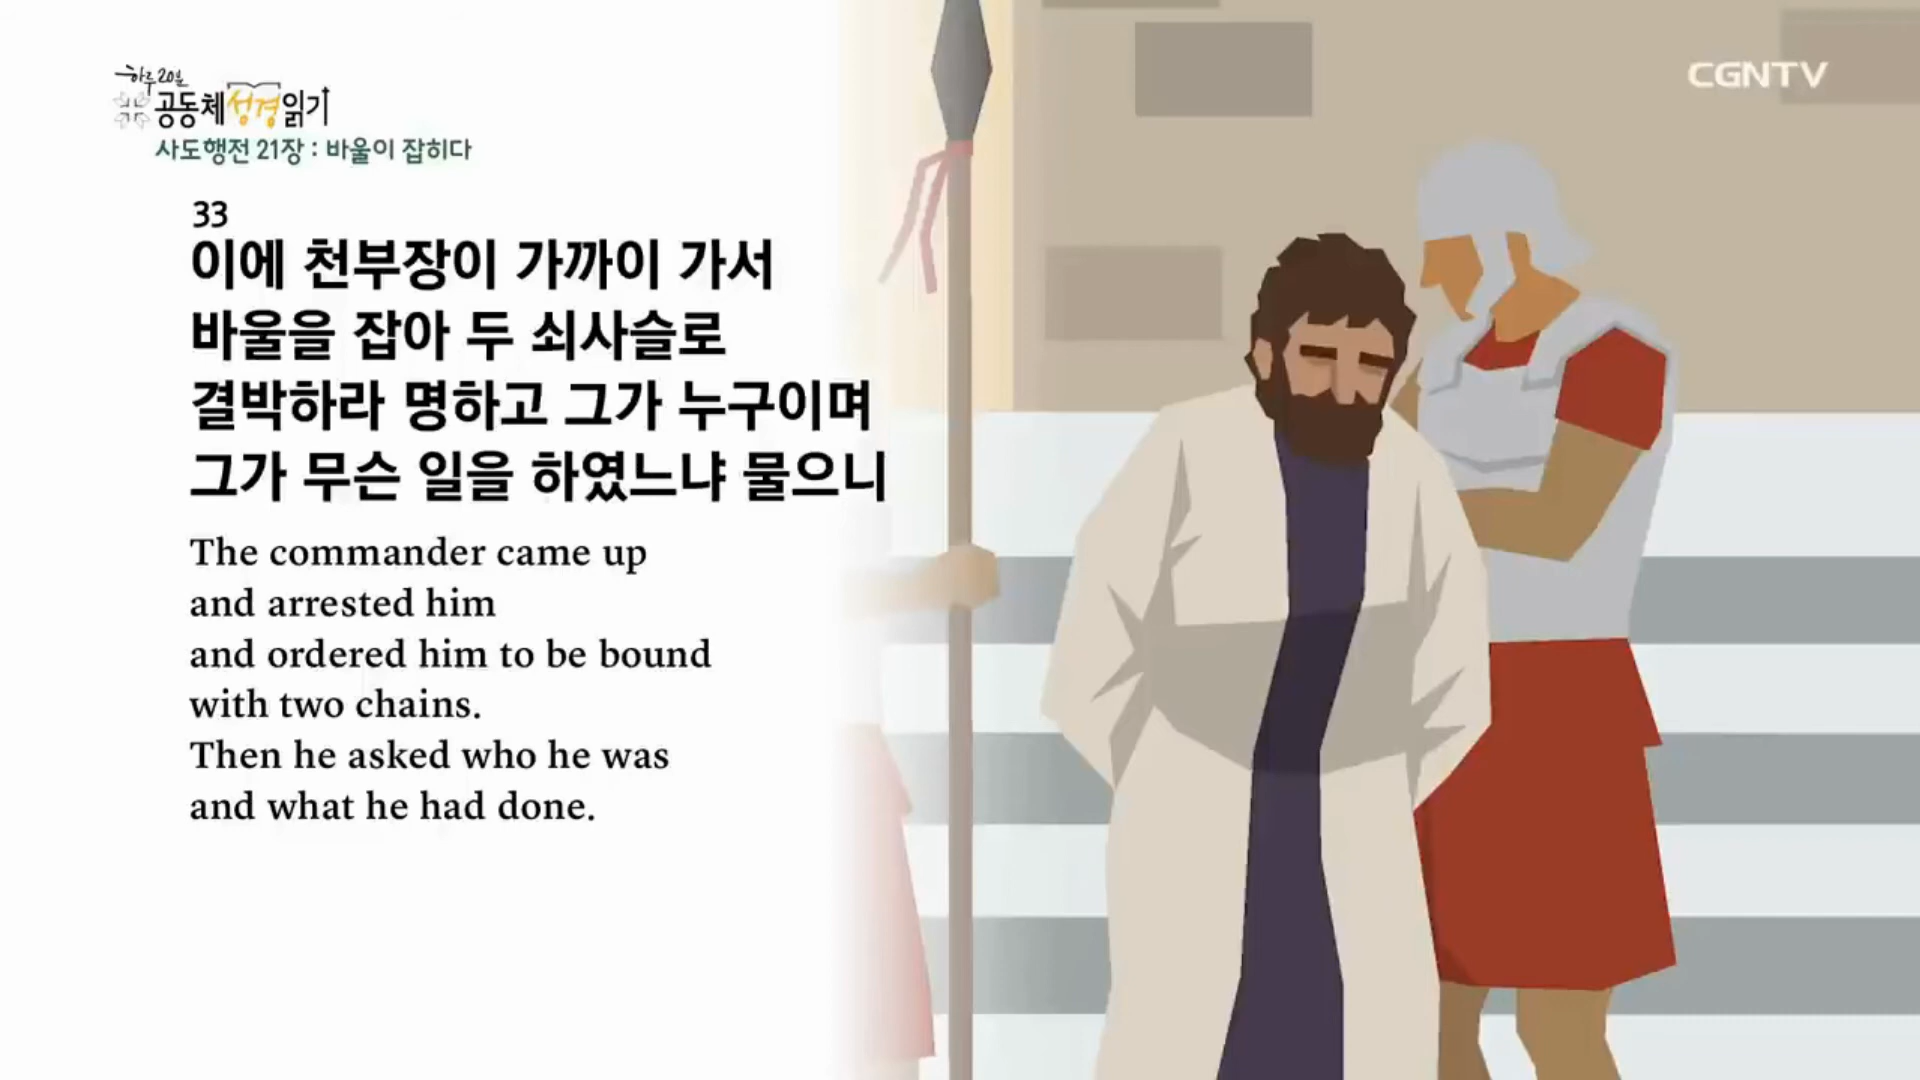 하루20분
공동체성경읽기
사도행전 21장 : 바울이 잡히다
CGNTV
33
이에 천부장이 가까이 가서
바울을 잡아 두 쇠사슬로
결박하라 명하고 그가 누구이며
그가 무슨 일을 하였느냐 물으니
The commander came up
and arrested him
and ordered him to be bound
with two chains.
Then he asked who he was
and what he had done.